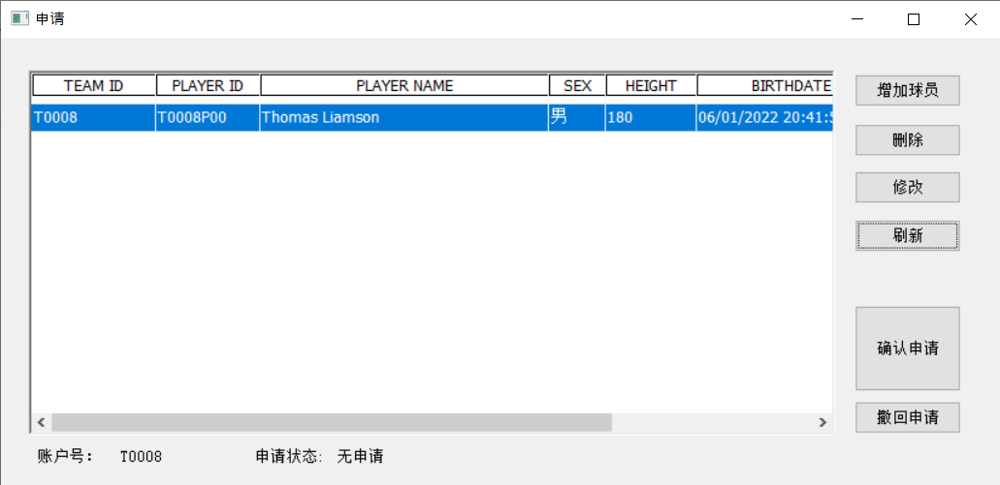 申请
TEAM ID PLAYER ID PLAYER NAME SEX HEIGHT BIRTHDATE
T0008 T0008P00 Thomas Liamson 男 180 06/01/2022 20:41:5
增加球员
删除
修改
刷新
确认申请
撤回申请
账户号： T0008 申请状态: 无申请